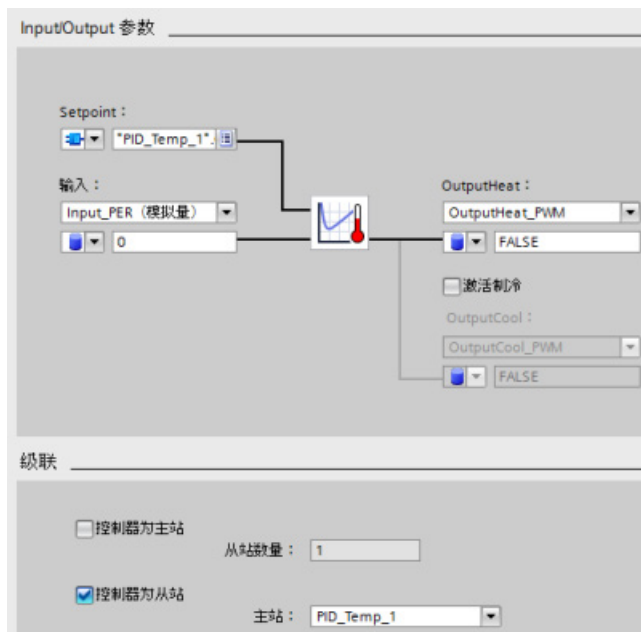 Input/Output 参数
Setpoint：
"PID_Temp_1".
输入：
Input_PER（模拟量）
0
OutputHeat：
OutputHeat_PWM
FALSE
激活制冷
OutputCool：
OutputCool_PWM
FALSE
级联
控制器为主站
从站数量：
1
控制器为从站
主站：
PID_Temp_1